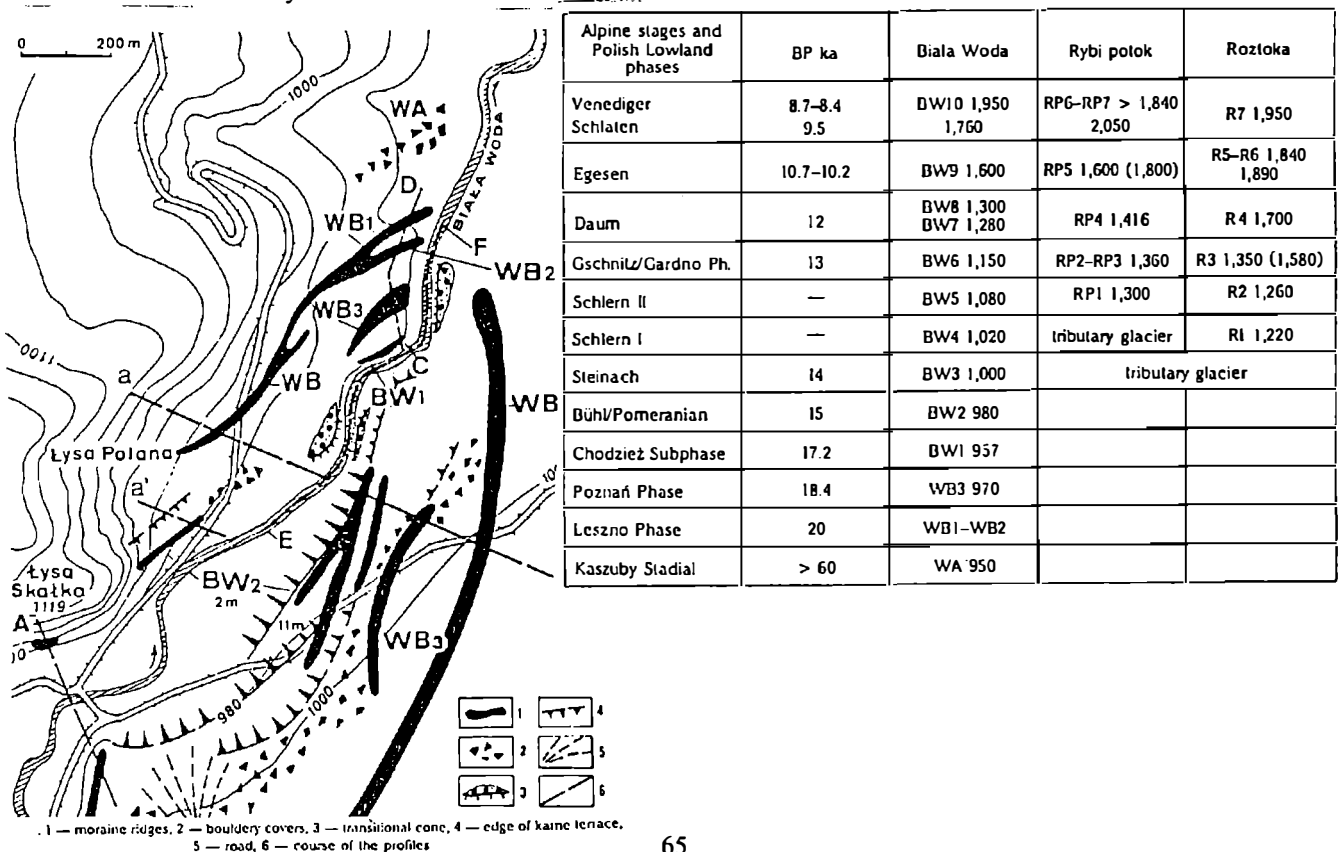 0 200 m
1000
WA
BIAŁA WODA
D
WB1
F
WB2
WB3
1100
a
C
WB
BW1
WB
Łysa Polana
a'
E
Łysa
Skałka
1119
BW2
2m
A
11m
WB3
980
1000
1
4
2
5
3
6
1 — moraine ridges, 2 — bouldery covers, 3 — transitional cone, 4 — edge of kame terrace,
5 — road, 6 — course of the profiles
Alpine stages and
Polish Lowland
phases
BP ka
Biala Woda
Rybi potok
Roztoka
Venediger
Schlaten
8.7–8.4
9.5
BW10 1,950
1,760
RP6–RP7 > 1,840
2,050
R7 1,950
Egesen
10.7–10.2
BW9 1,600
RP5 1,600 (1,800)
R5–R6 1,840
1,890
Daum
12
BW8 1,300
BW7 1,280
RP4 1,416
R4 1,700
Gschnitz/Gardno Ph.
13
BW6 1,150
RP2–RP3 1,360
R3 1,350 (1,580)
Schlern II
—
BW5 1,080
RP1 1,300
R2 1,260
Schlern I
—
BW4 1,020
tributary glacier
R1 1,220
Steinach
14
BW3 1,000
tributary glacier
Bühl/Pomeranian
15
BW2 980
Chodzież Subphase
17.2
BW1 957
Poznań Phase
18.4
WB3 970
Leszno Phase
20
WB1–WB2
Kaszuby Stadial
> 60
WA 950
65